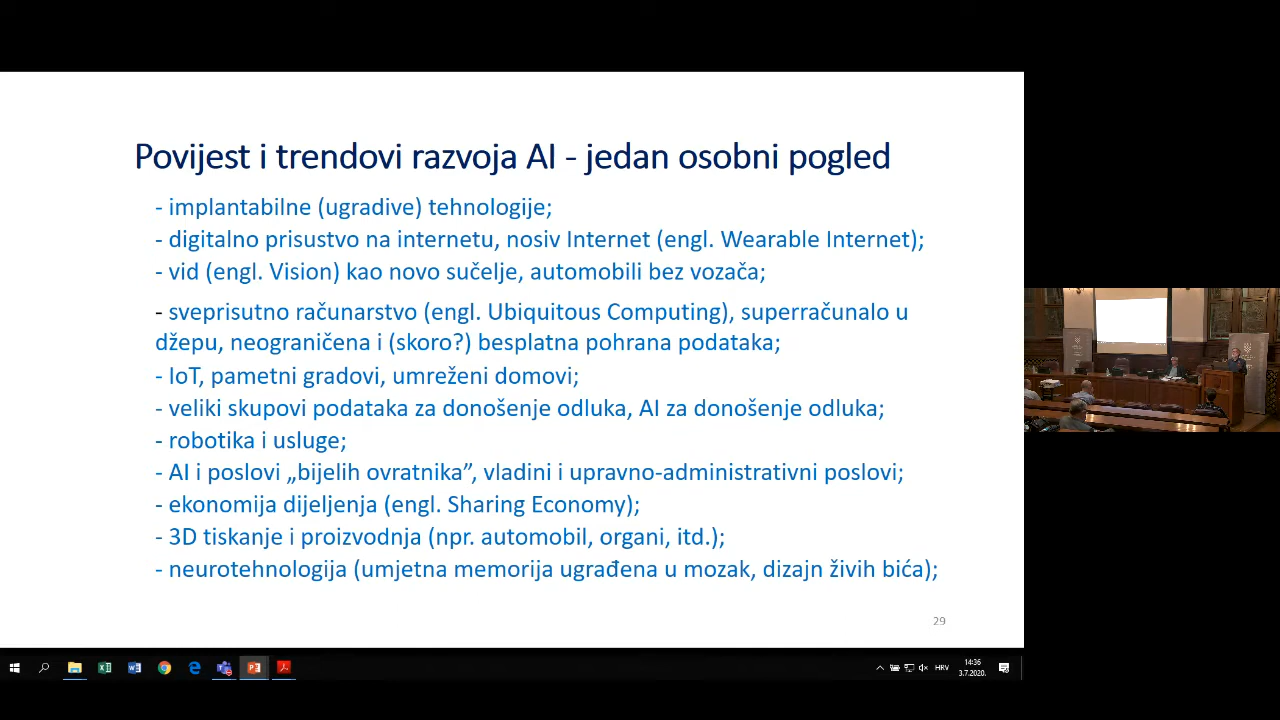 Povijest i trendovi razvoja AI - jedan osobni pogled
- implantabilne (ugradive) tehnologije;
- digitalno prisustvo na internetu, nosiv Internet (engl. Wearable Internet);
- vid (engl. Vision) kao novo sučelje, automobili bez vozača;
- sveprisutno računarstvo (engl. Ubiquitous Computing), superračunalo u
džepu, neograničena i (skoro?) besplatna pohrana podataka;
- IoT, pametni gradovi, umreženi domovi;
- veliki skupovi podataka za donošenje odluka, AI za donošenje odluka;
- robotika i usluge;
- AI i poslovi „bijelih ovratnika”, vladini i upravno-administrativni poslovi;
- ekonomija dijeljenja (engl. Sharing Economy);
- 3D tiskanje i proizvodnja (npr. automobil, organi, itd.);
- neurotehnologija (umjetna memorija ugrađena u mozak, dizajn živih bića);
29
HRV
14:36
3.7.2020.